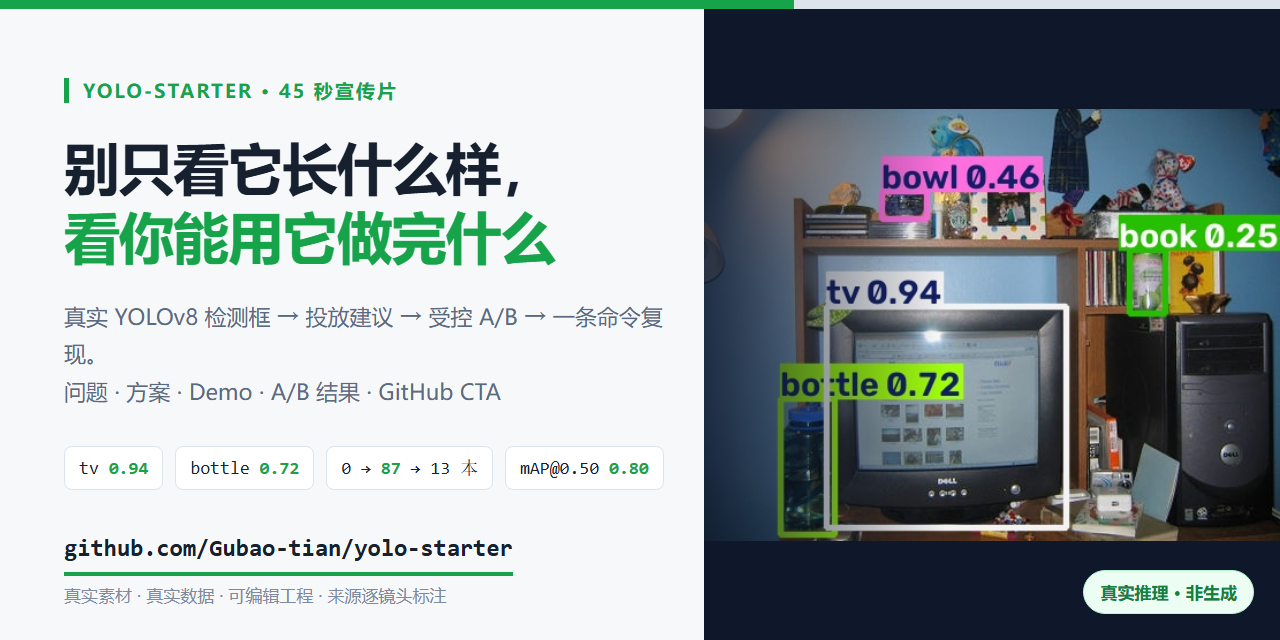 YOLO-STARTER • 45 秒宣传片
别只看它长什么样，
看你能用它做完什么
真实 YOLOv8 检测框 → 投放建议 → 受控 A/B → 一条命令复
现。
问题 · 方案 · Demo · A/B 结果 · GitHub CTA
tv 0.94
bottle 0.72
0 → 87 → 13 本
mAP@0.50 0.80
github.com/Gubao-tian/yolo-starter
真实素材 · 真实数据 · 可编辑工程 · 来源逐镜头标注
bowl 0.46
book 0.25
tv 0.94
bottle 0.72
DELL
DELL
真实推理 • 非生成